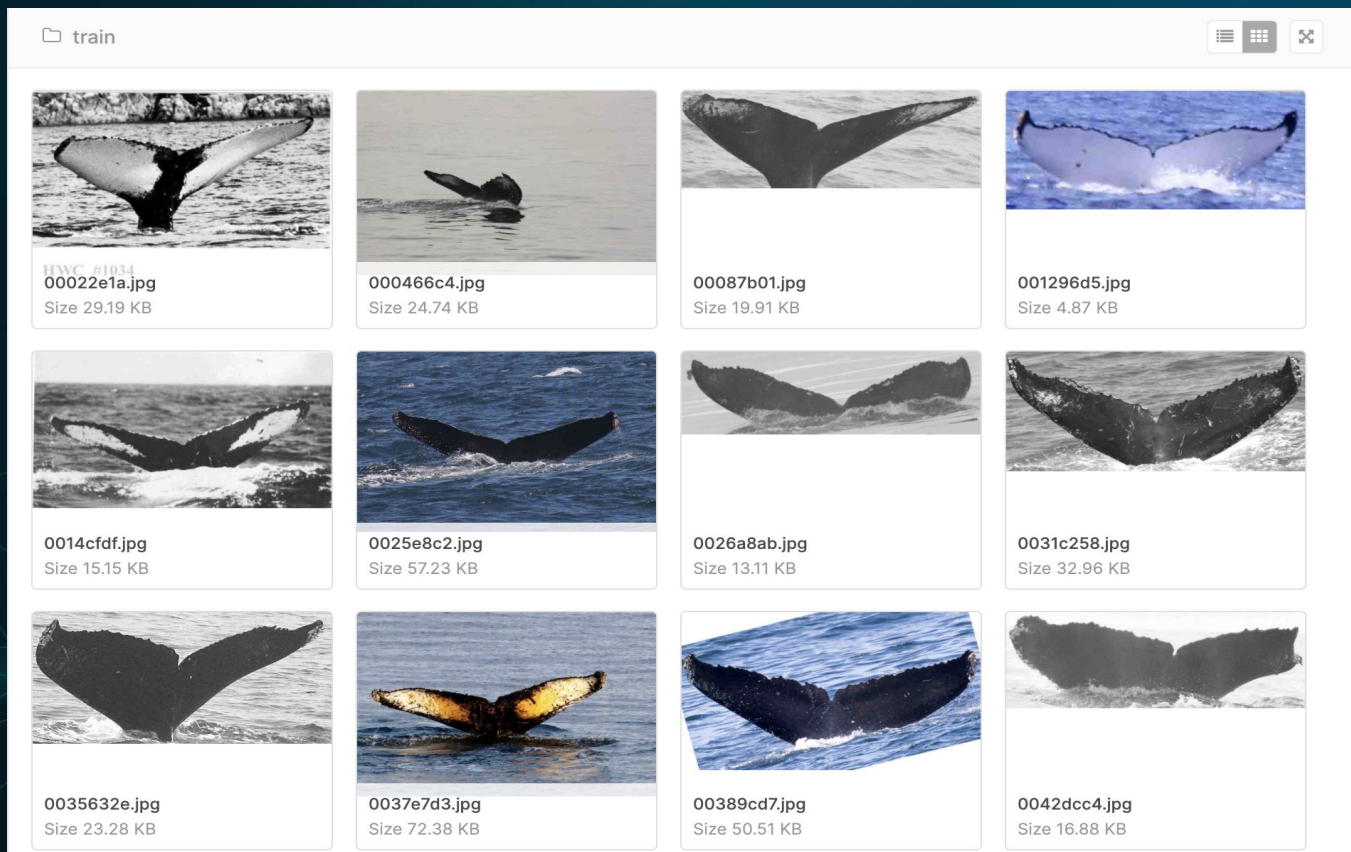 train
HWC #1034
00022e1a.jpg
Size 29.19 KB
000466c4.jpg
Size 24.74 KB
00087b01.jpg
Size 19.91 KB
001296d5.jpg
Size 4.87 KB
0014cfdf.jpg
Size 15.15 KB
0025e8c2.jpg
Size 57.23 KB
0026a8ab.jpg
Size 13.11 KB
0031c258.jpg
Size 32.96 KB
0035632e.jpg
Size 23.28 KB
0037e7d3.jpg
Size 72.38 KB
00389cd7.jpg
Size 50.51 KB
0042dcc4.jpg
Size 16.88 KB